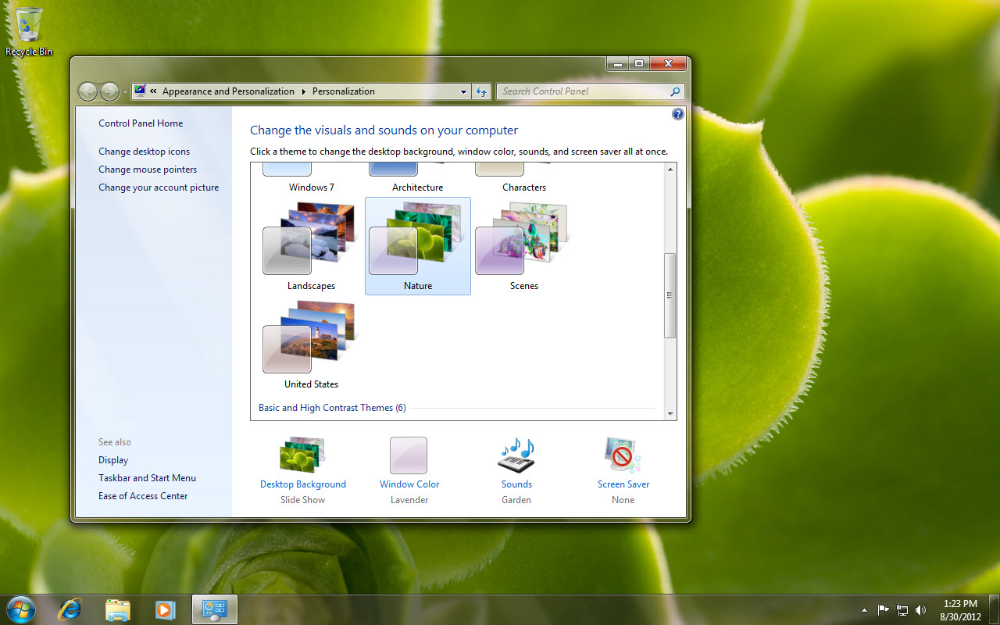 Recycle Bin
« Appearance and Personalization Personalization
Search Control Panel
Control Panel Home
Change desktop icons
Change mouse pointers
Change your account picture
Change the visuals and sounds on your computer
Click a theme to change the desktop background, window color, sounds, and screen saver all at once.
Windows 7 Architecture Characters
Landscapes Nature Scenes
United States
Basic and High Contrast Themes (6)
See also
Display
Taskbar and Start Menu
Ease of Access Center
Desktop Background Window Color Sounds Screen Saver
Slide Show Lavender Garden None
1:23 PM
8/30/2012